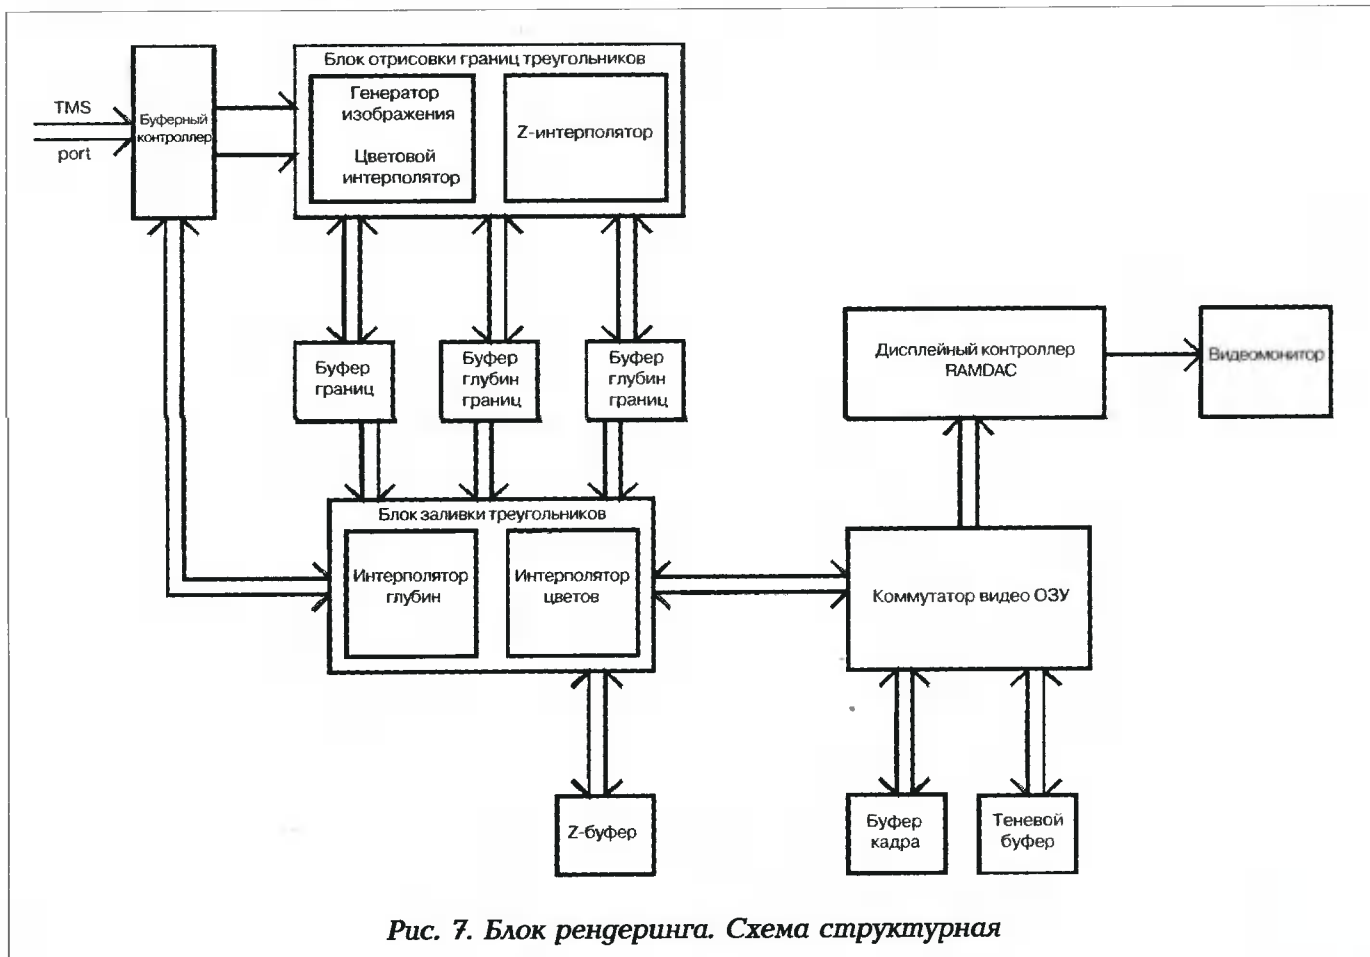 Блок отрисовки границ треугольников
TMS
port
Буферный
контроллер
Генератор
изображения
Цветовой
интерполятор
Z-интерполятор
Буфер
границ
Буфер
глубин
границ
Буфер
глубин
границ
Дисплейный контроллер
RAMDAC
Видеомонитор
Блок заливки треугольников
Интерполятор
глубин
Интерполятор
цветов
Коммутатор видео ОЗУ
Z-буфер
Буфер
кадра
Теневой
буфер
Рис. 7. Блок рендеринга. Схема структурная